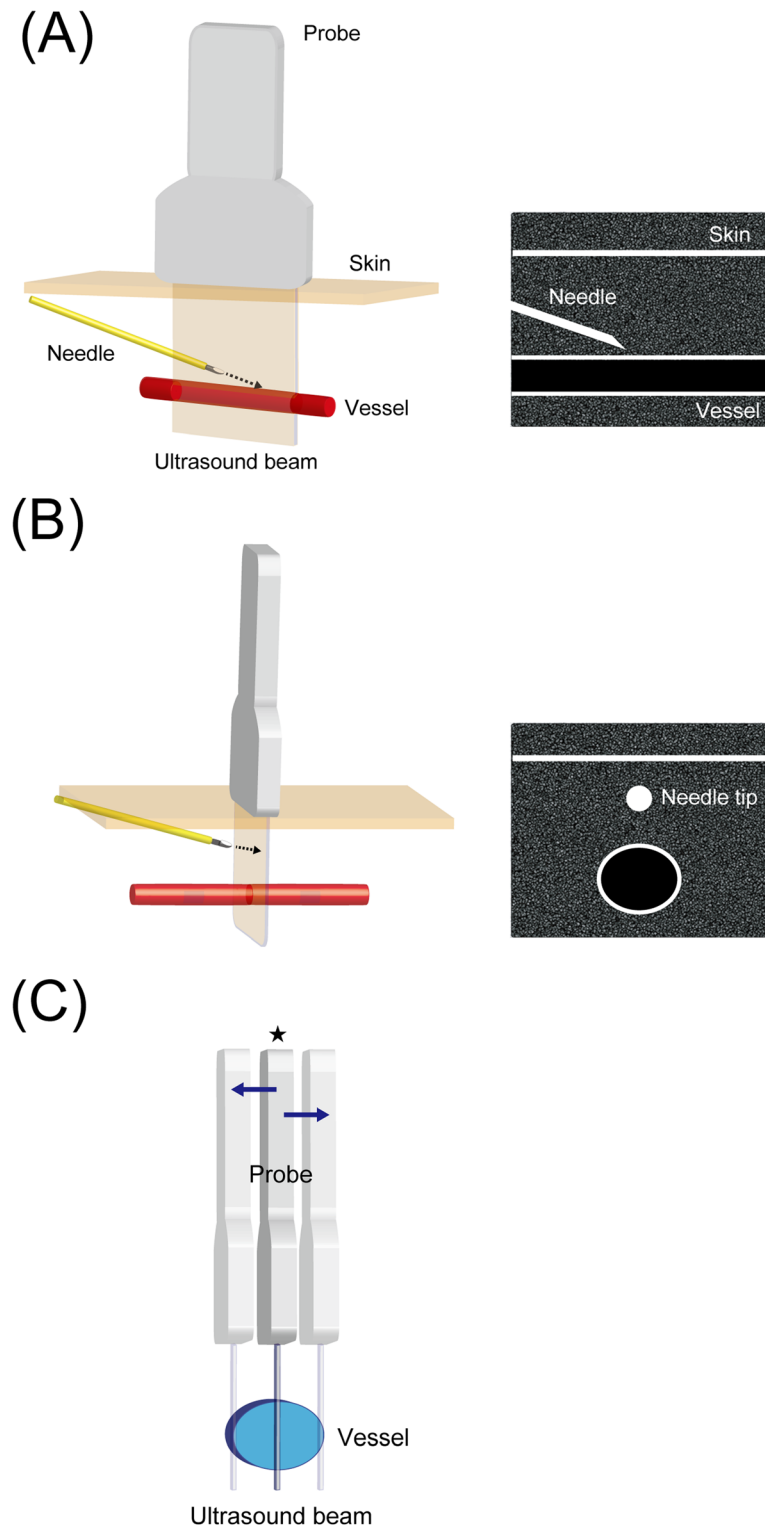 (A)
Probe
Skin
Needle
Vessel
Ultrasound beam
Skin
Needle
Vessel
(B)
Needle tip
(C)
★
Probe
Vessel
Ultrasound beam